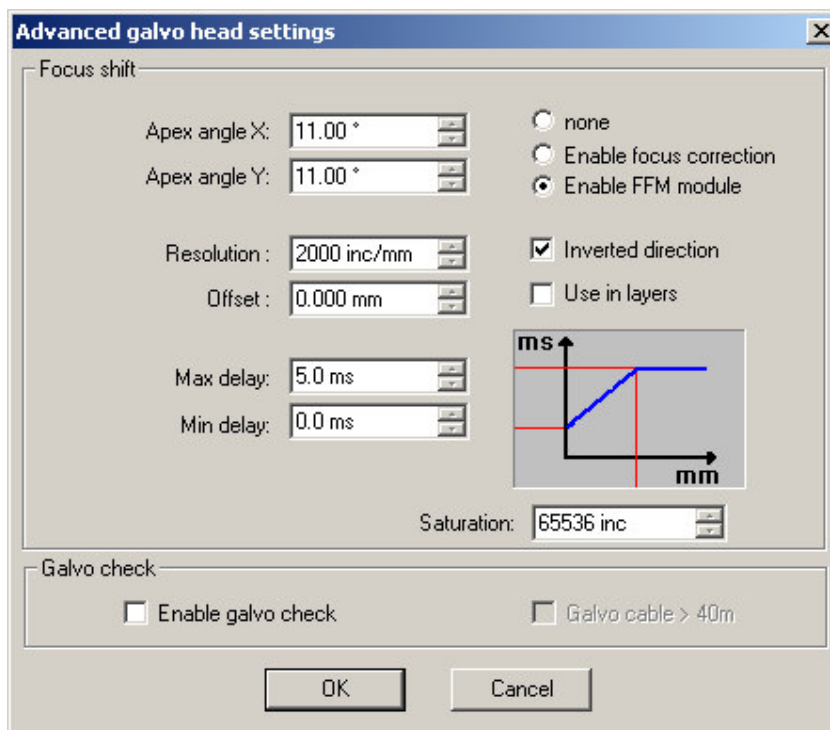 Advanced galvo head settings
Focus shift
Apex angle X: 11.00 °
none
Enable focus correction
Apex angle Y: 11.00 °
Enable FFM module
Resolution : 2000 inc/mm
Inverted direction
Offset : 0.000 mm
Use in layers
ms
Max delay: 5.0 ms
Min delay: 0.0 ms
mm
Saturation: 65536 inc
Galvo check
Enable galvo check
Galvo cable > 40m
OK
Cancel